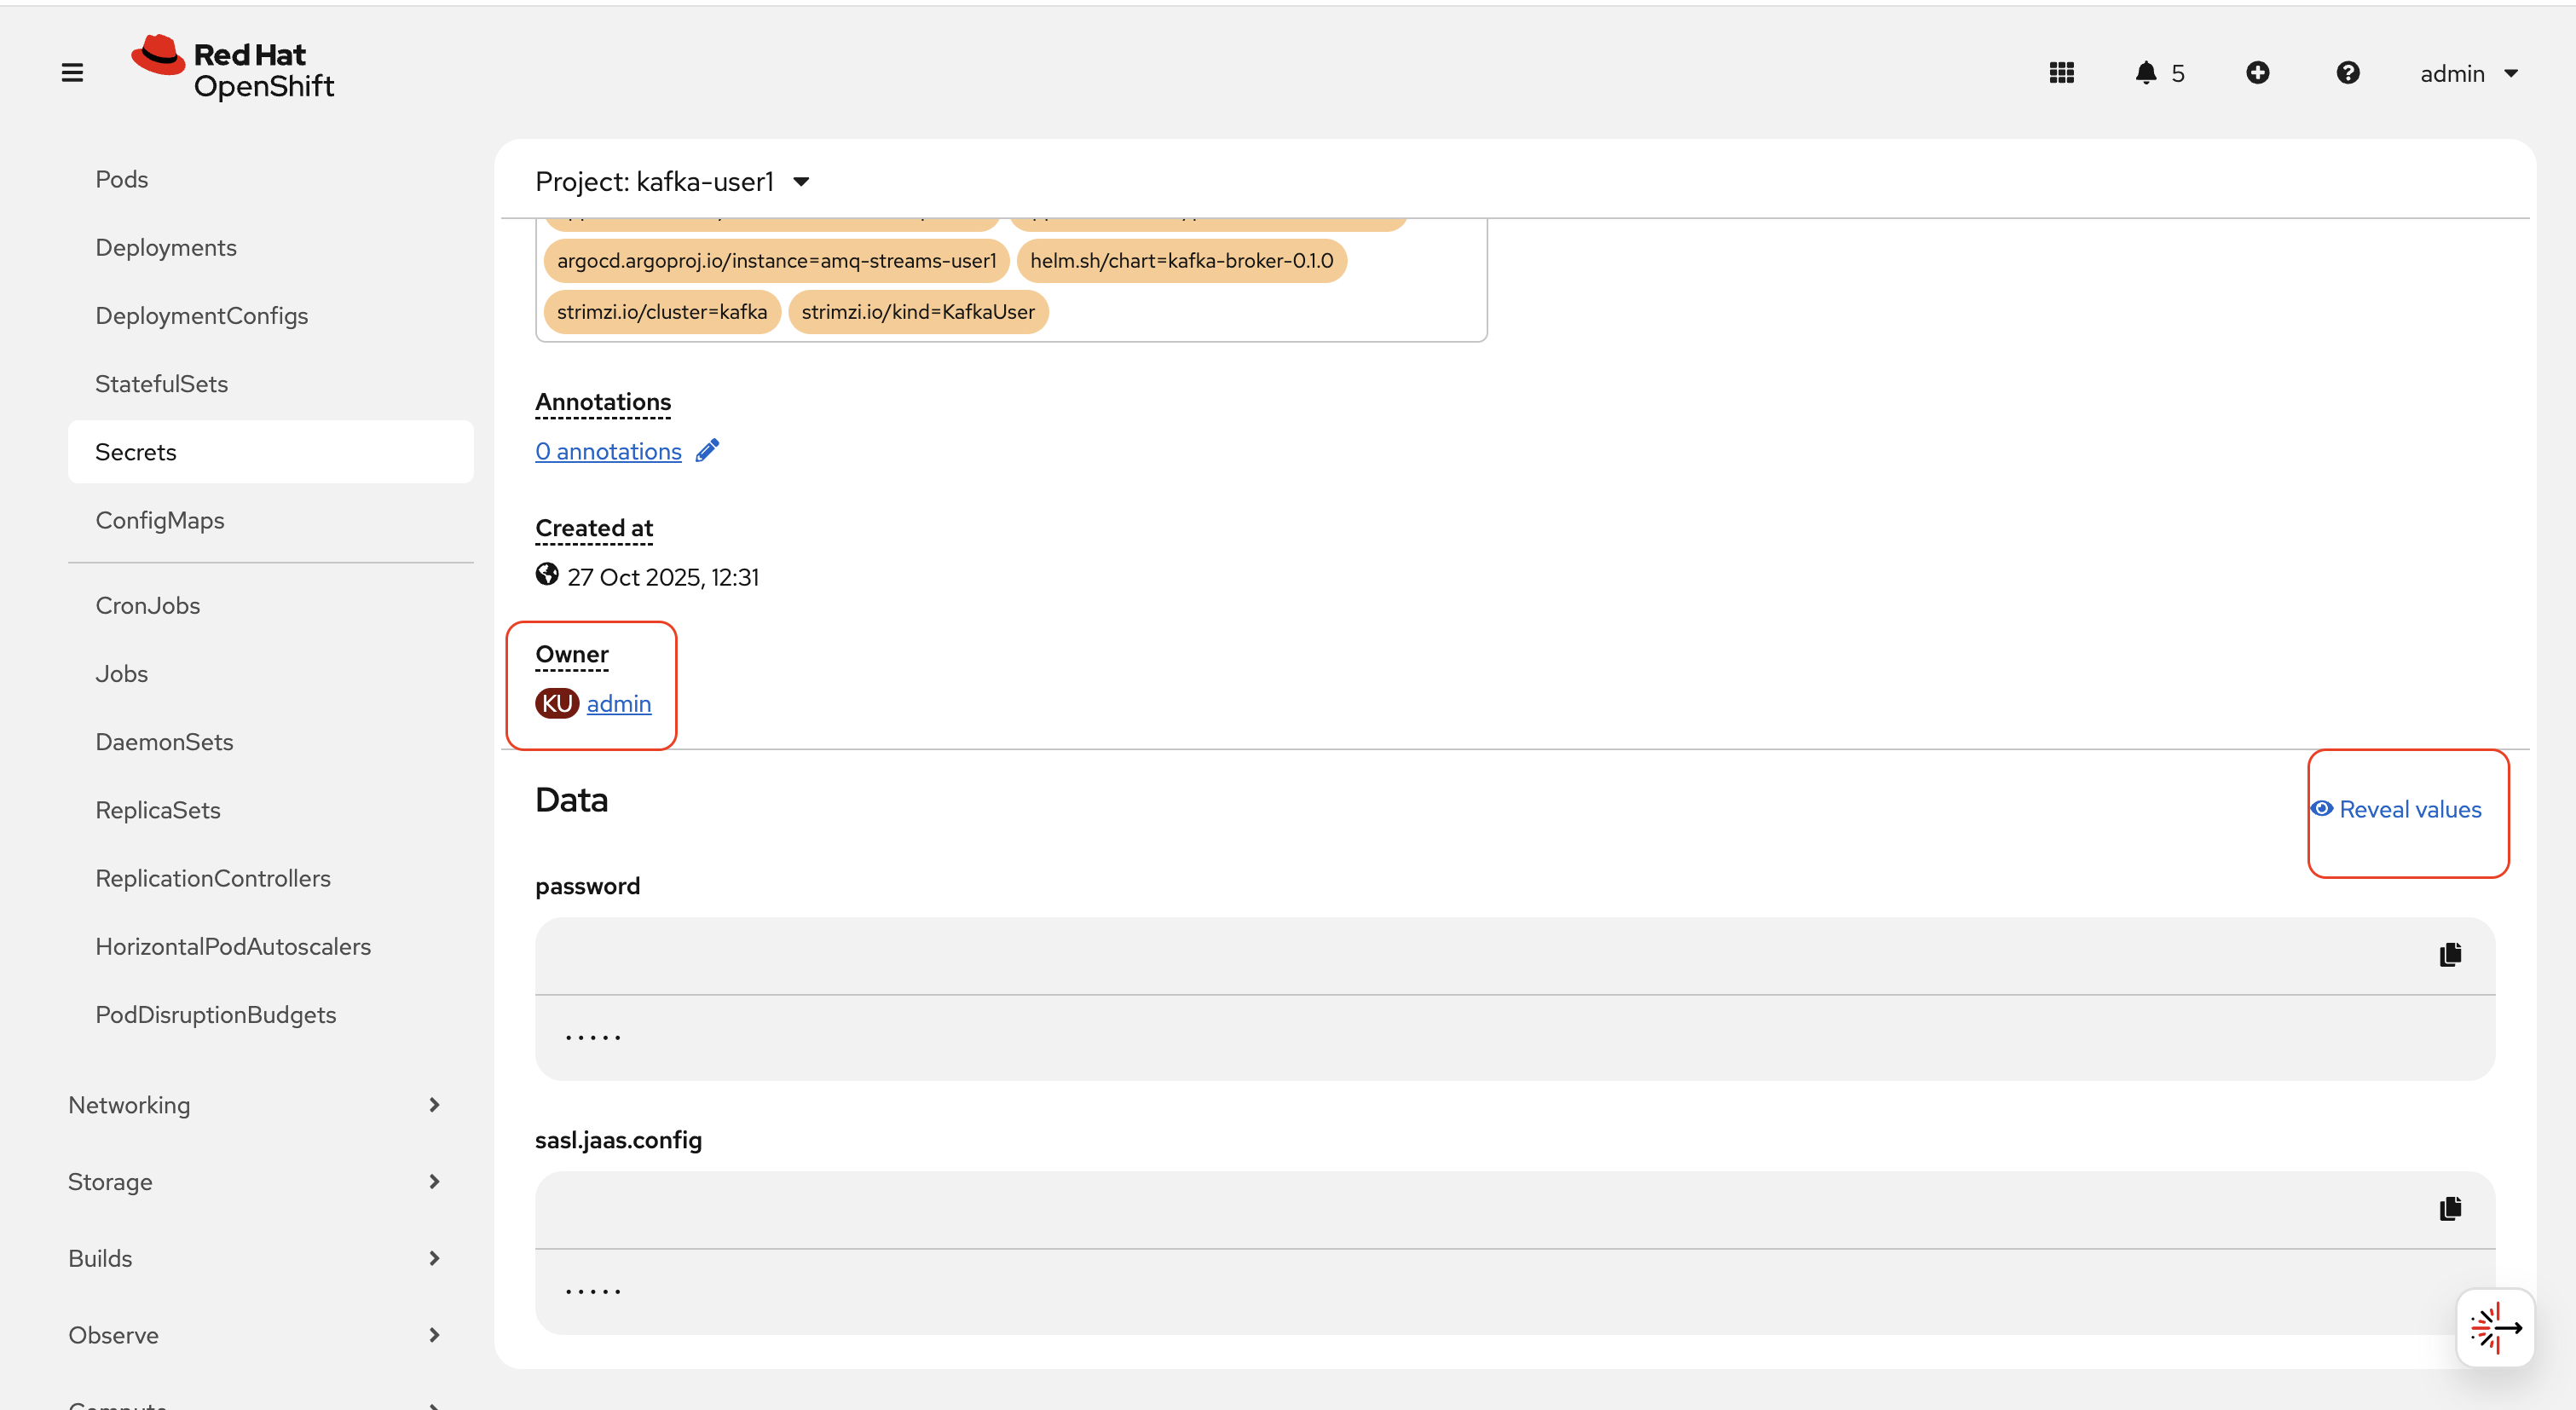 Red Hat
OpenShift
5
admin
Pods
Deployments
DeploymentConfigs
StatefulSets
Secrets
ConfigMaps
CronJobs
Jobs
DaemonSets
ReplicaSets
ReplicationControllers
HorizontalPodAutoscalers
PodDisruptionBudgets
Networking
Storage
Builds
Observe
Project: kafka-user1
argocd.argoproj.io/instance=amq-streams-user1 helm.sh/chart=kafka-broker-0.1.0
strimzi.io/cluster=kafka strimzi.io/kind=KafkaUser
Annotations
0 annotations
Created at
27 Oct 2025, 12:31
Owner
KU admin
Data
Reveal values
password
.....
sasl.jaas.config
.....